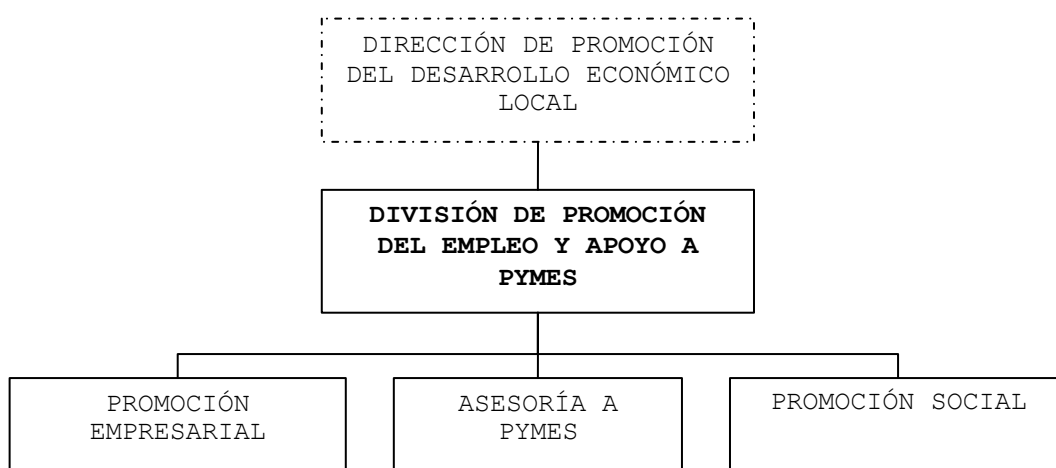 DIRECCIÓN DE PROMOCIÓN
DEL DESARROLLO ECONÓMICO
LOCAL
DIVISIÓN DE PROMOCIÓN
DEL EMPLEO Y APOYO A
PYMES
PROMOCIÓN
EMPRESARIAL
ASESORÍA A
PYMES
PROMOCIÓN SOCIAL